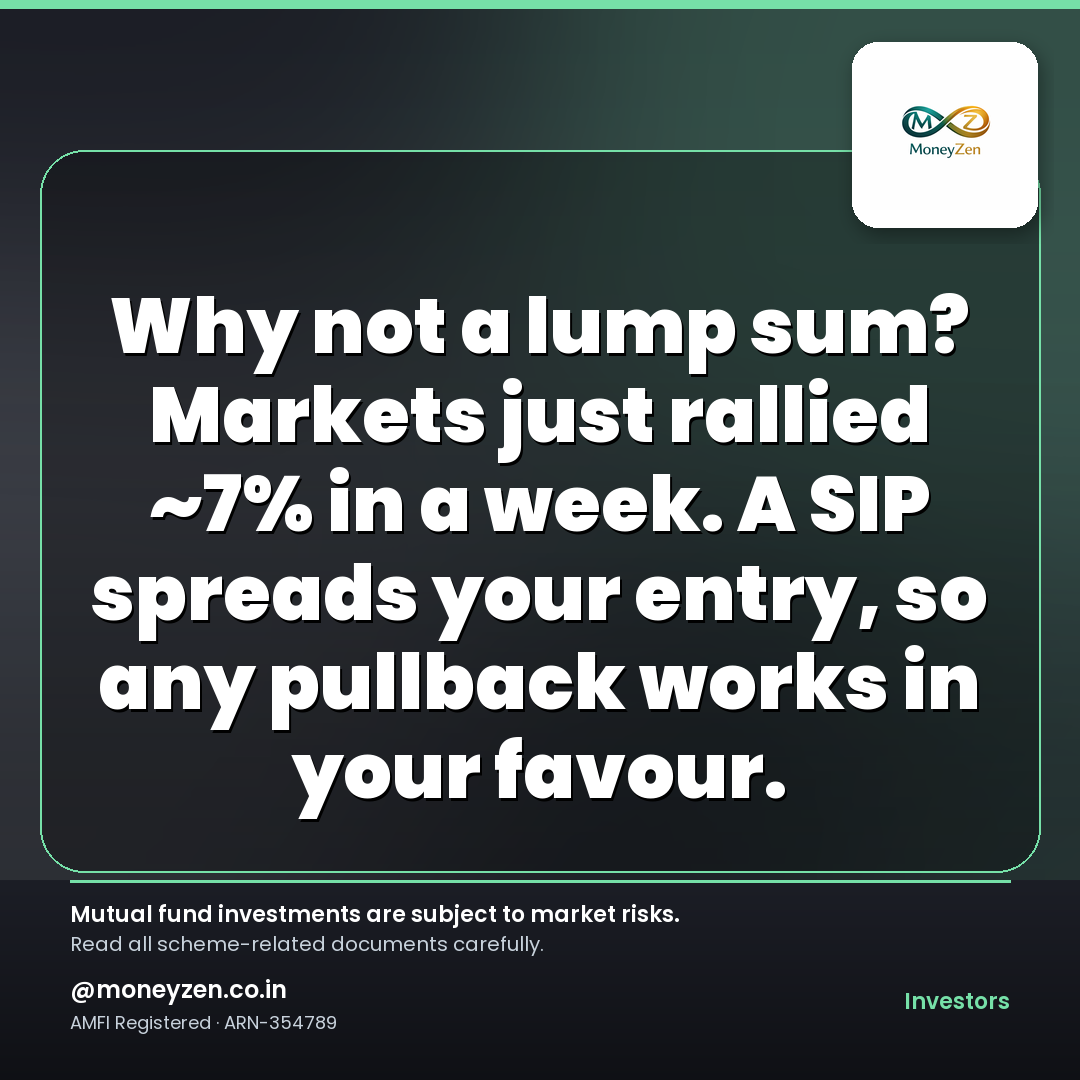 M Z
MoneyZen
Why not a lump sum?
Markets just rallied
~7% in a week. A SIP
spreads your entry, so
any pullback works in
your favour.
Mutual fund investments are subject to market risks.
Read all scheme-related documents carefully.
@moneyzen.co.in
AMFI Registered · ARN-354789
Investors